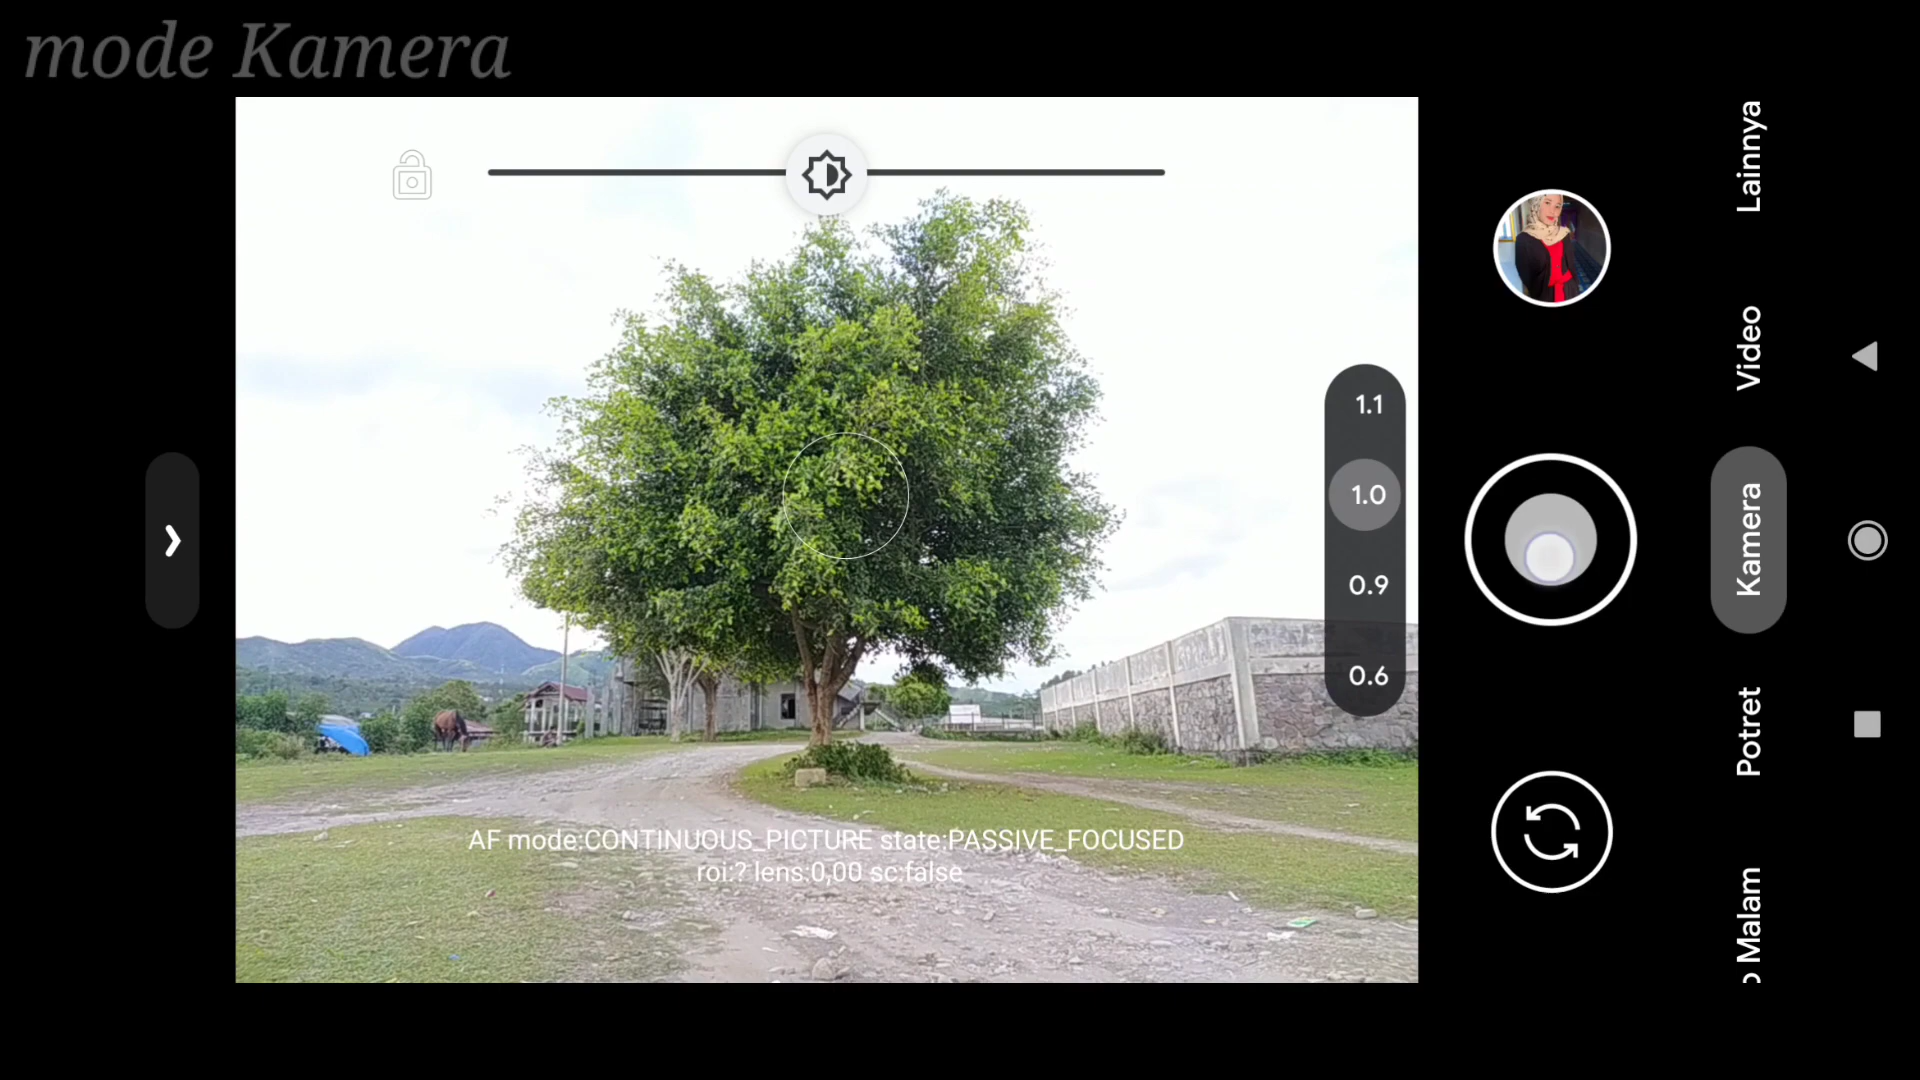 mode Kamera
AF mode:CONTINUOUS_PICTURE state:PASSIVE_FOCUSED
roi:? lens:0,00 sc:false
1.1
1.0
0.9
0.6
Lainnya
Video
Kamera
Potret
Malam